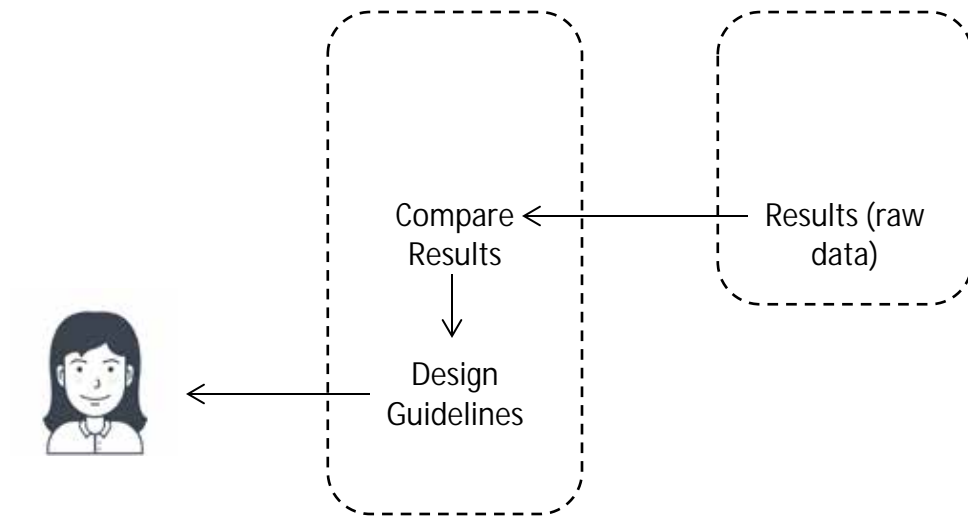 Compare
Results
Results (raw
data)
Design
Guidelines